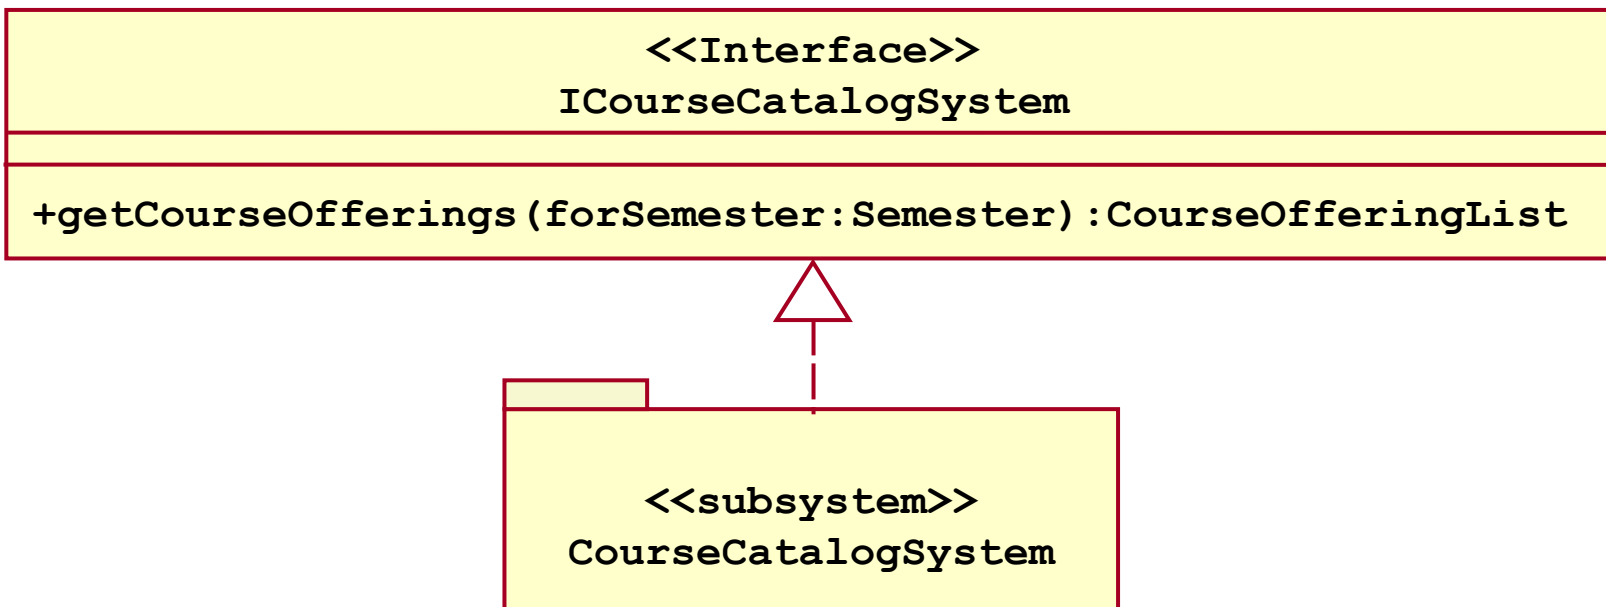 <<Interface>>
ICourseCatalogSystem
+getCourseOfferings(forSemester:Semester):CourseOfferingList
<<subsystem>>
CourseCatalogSystem